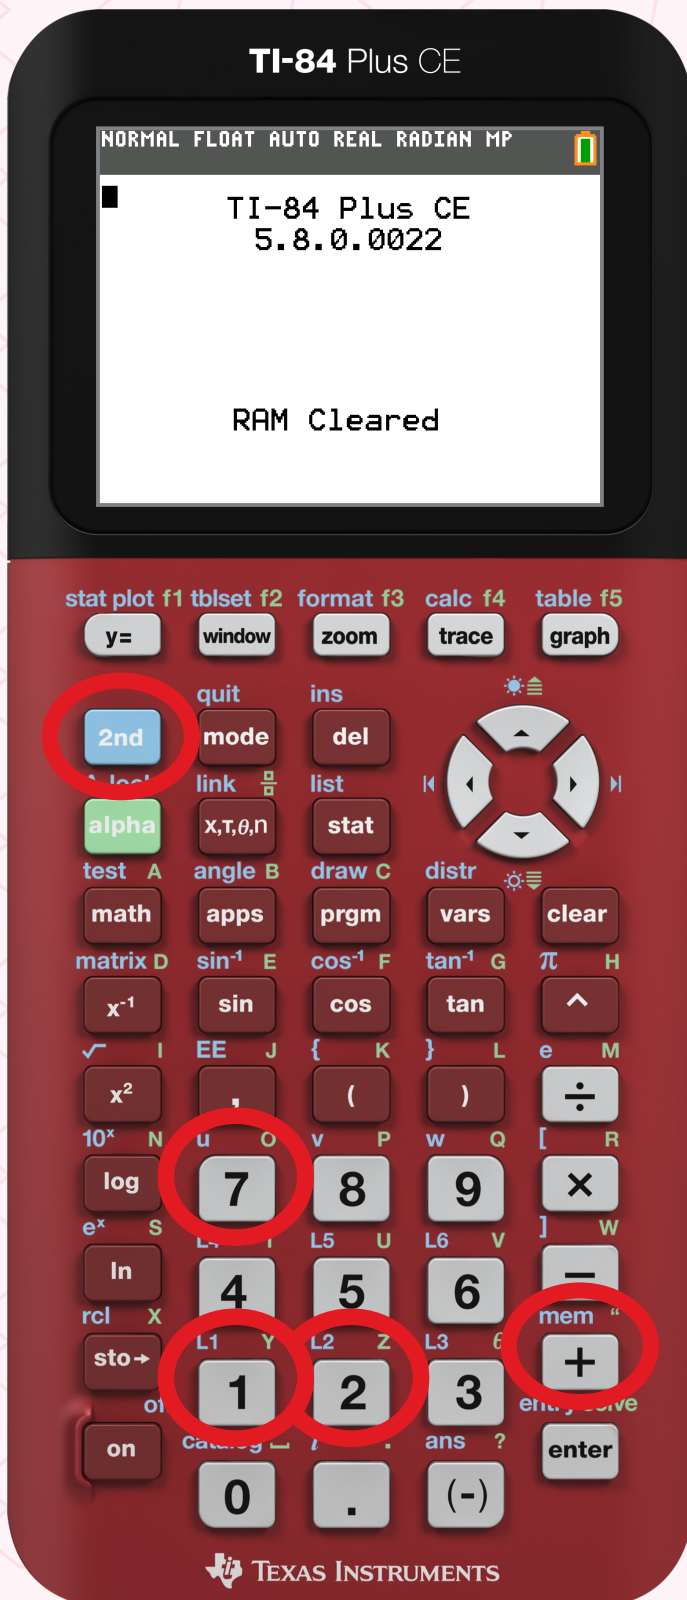 TI-84 Plus CE
NORMAL FLOAT AUTO REAL RADIAN MP
TI-84 Plus CE
5.8.0.0022
RAM Cleared
stat plot f1 tblset f2 format f3 calc f4 table f5
y= window zoom trace graph
quit ins
2nd mode del
link list
alpha X,T,θ,n stat
test A angle B draw C distr
math apps prgm vars clear
matrix D sin⁻¹ E cos⁻¹ F tan⁻¹ G π H
x⁻¹ sin cos tan ^
√ I EE J { K } L e M
x² , ( ) ÷
10ˣ N u O v P w Q [ R
log 7 8 9 ×
eˣ S L4 T L5 U L6 V ] W
ln 4 5 6 −
rcl X L1 Y L2 Z L3 θ mem “
sto→ 1 2 3 +
catalog i : ans ? entry solve
on 0 . (-) enter
TEXAS INSTRUMENTS